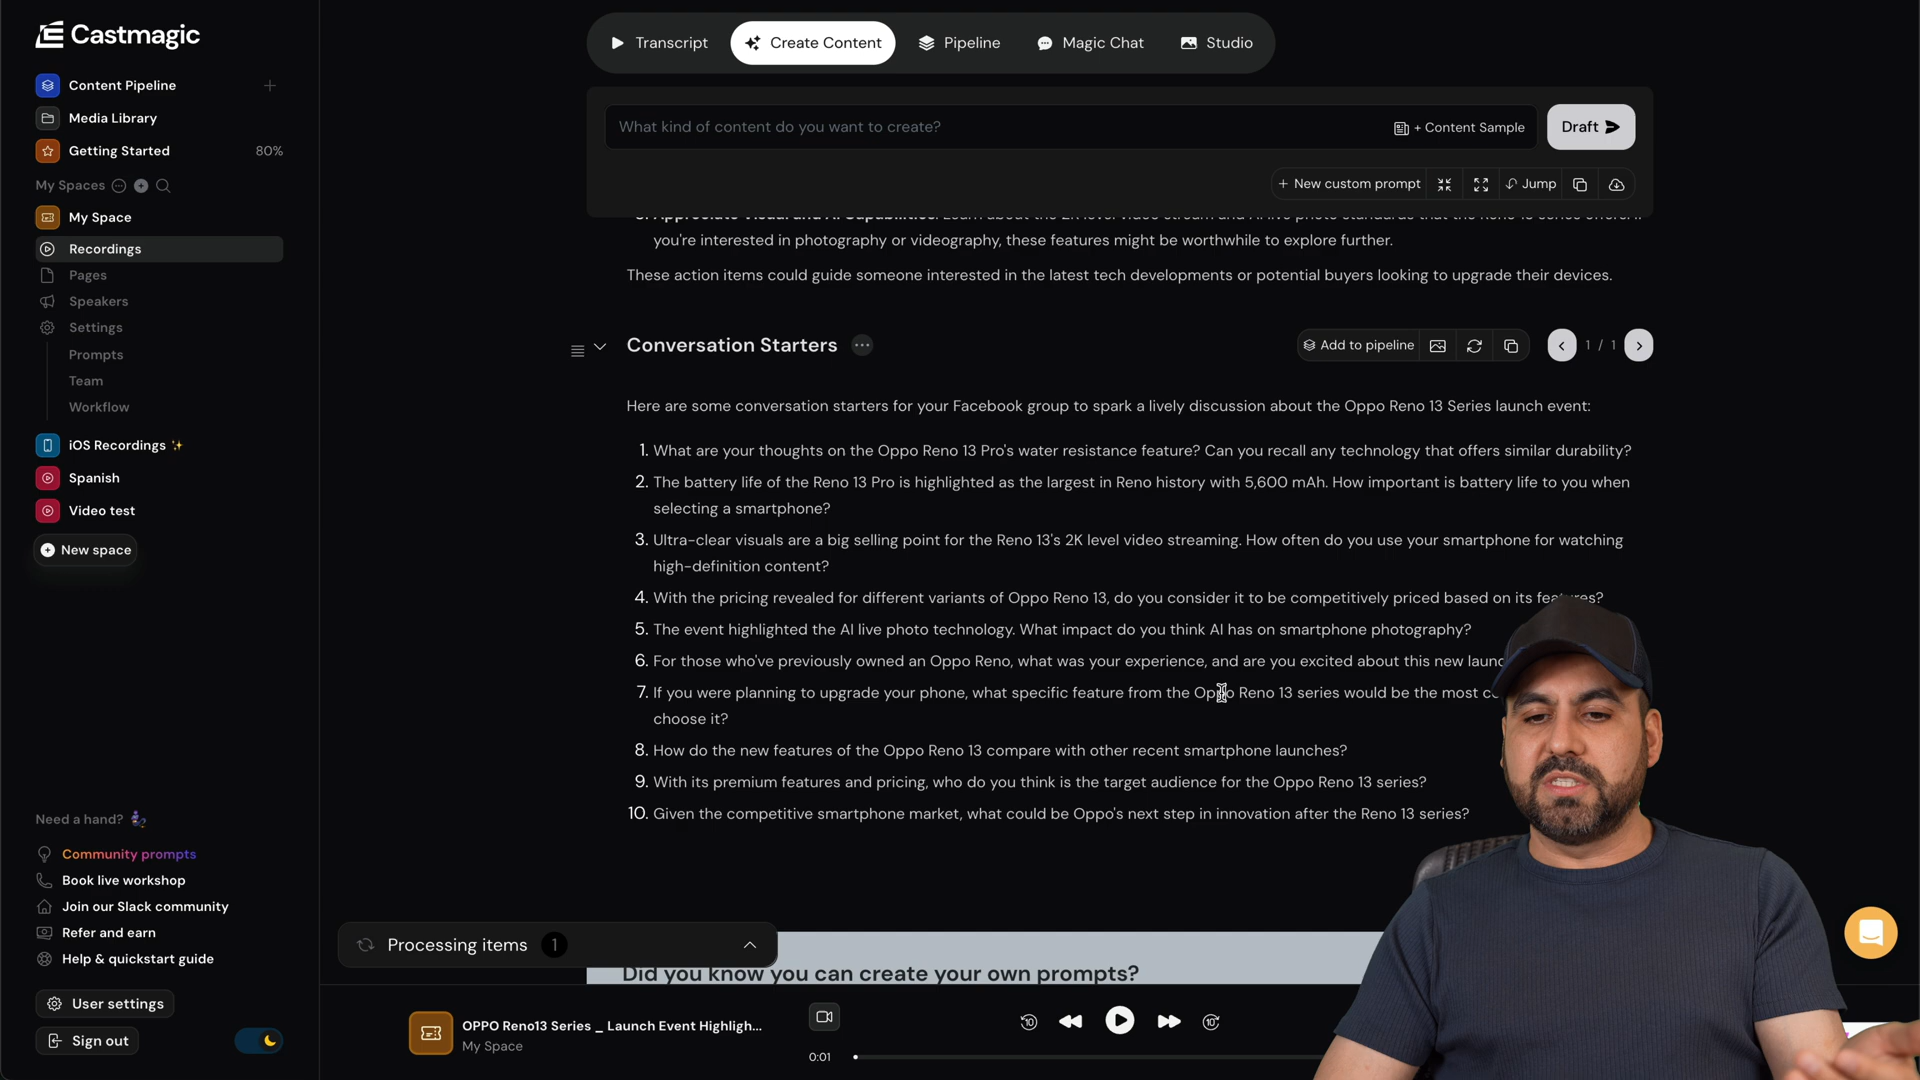 Castmagic
Content Pipeline
Media Library
Getting Started 80%
My Spaces
My Space
Recordings
Pages
Speakers
Settings
Prompts
Team
Workflow
iOS Recordings
Spanish
Video test
New space
Need a hand?
Community prompts
Book live workshop
Join our Slack community
Refer and earn
Help & quickstart guide
User settings
Sign out
Transcript
Create Content
Pipeline
Magic Chat
Studio
What kind of content do you want to create?
+ Content Sample
Draft
+ New custom prompt
Jump
you're interested in photography or videography, these features might be worthwhile to explore further.
These action items could guide someone interested in the latest tech developments or potential buyers looking to upgrade their devices.
Conversation Starters
Add to pipeline
1 / 1
Here are some conversation starters for your Facebook group to spark a lively discussion about the Oppo Reno 13 Series launch event:
1. What are your thoughts on the Oppo Reno 13 Pro's water resistance feature? Can you recall any technology that offers similar durability?
2. The battery life of the Reno 13 Pro is highlighted as the largest in Reno history with 5,600 mAh. How important is battery life to you when
selecting a smartphone?
3. Ultra-clear visuals are a big selling point for the Reno 13's 2K level video streaming. How often do you use your smartphone for watching
high-definition content?
4. With the pricing revealed for different variants of Oppo Reno 13, do you consider it to be competitively priced based on its features?
5. The event highlighted the AI live photo technology. What impact do you think AI has on smartphone photography?
6. For those who've previously owned an Oppo Reno, what was your experience, and are you excited about this new
7. If you were planning to upgrade your phone, what specific feature from the Oppo Reno 13 series would be the most
choose it?
8. How do the new features of the Oppo Reno 13 compare with other recent smartphone launches?
9. With its premium features and pricing, who do you think is the target audience for the Oppo Reno 13 series?
10. Given the competitive smartphone market, what could be Oppo's next step in innovation after the Reno 13 series?
Processing items 1
Did you know you can create your own prompts?
OPPO Reno13 Series _ Launch Event Highligh...
My Space
10
10
0:01